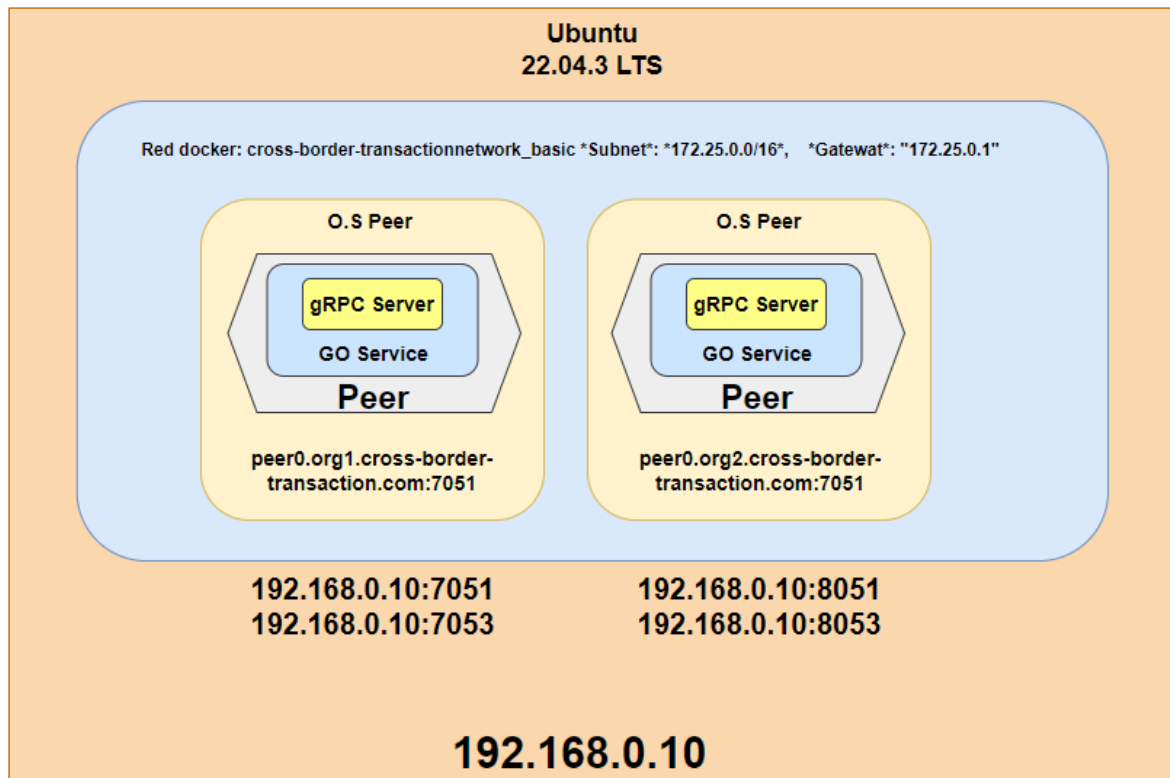 Ubuntu
22.04.3 LTS
Red docker: cross-border-transactionnetwork_basic *Subnet*: *172.25.0.0/16*, *Gatewat*: "172.25.0.1"
O.S Peer
gRPC Server
GO Service
Peer
peer0.org1.cross-border-
transaction.com:7051
O.S Peer
gRPC Server
GO Service
Peer
peer0.org2.cross-border-
transaction.com:7051
192.168.0.10:7051
192.168.0.10:7053
192.168.0.10:8051
192.168.0.10:8053
192.168.0.10